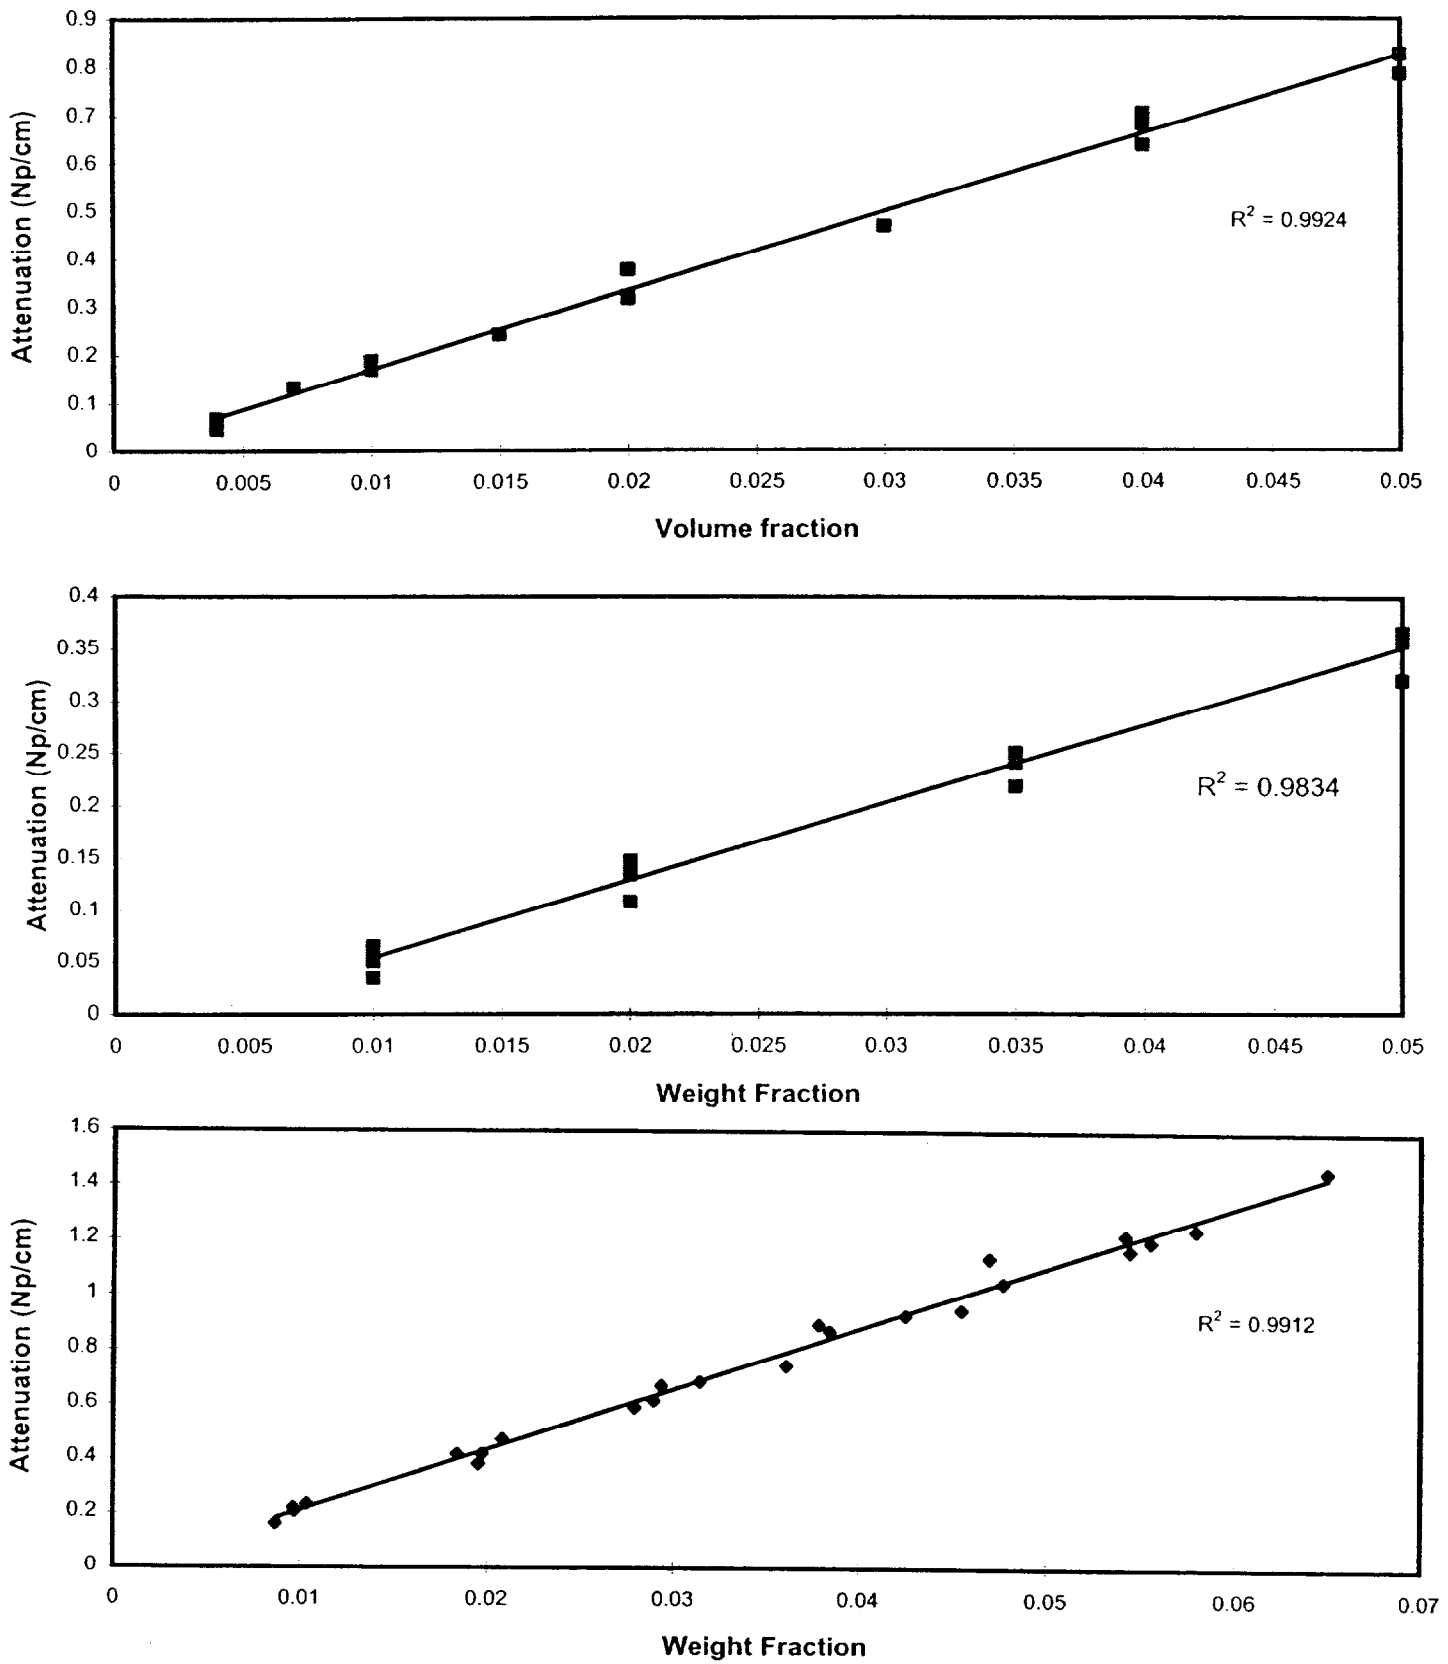 0.9
0.8
0.7
0.6
0.5
0.4
0.3
0.2
0.1
0
Attenuation (Np/cm)
R² = 0.9924
0 0.005 0.01 0.015 0.02 0.025 0.03 0.035 0.04 0.045 0.05
Volume fraction
0.4
0.35
0.3
0.25
0.2
0.15
0.1
0.05
0
Attenuation (Np/cm)
R² = 0.9834
0 0.005 0.01 0.015 0.02 0.025 0.03 0.035 0.04 0.045 0.05
Weight Fraction
1.6
1.4
1.2
1
0.8
0.6
0.4
0.2
0
Attenuation (Np/cm)
R² = 0.9912
0 0.01 0.02 0.03 0.04 0.05 0.06 0.07
Weight Fraction